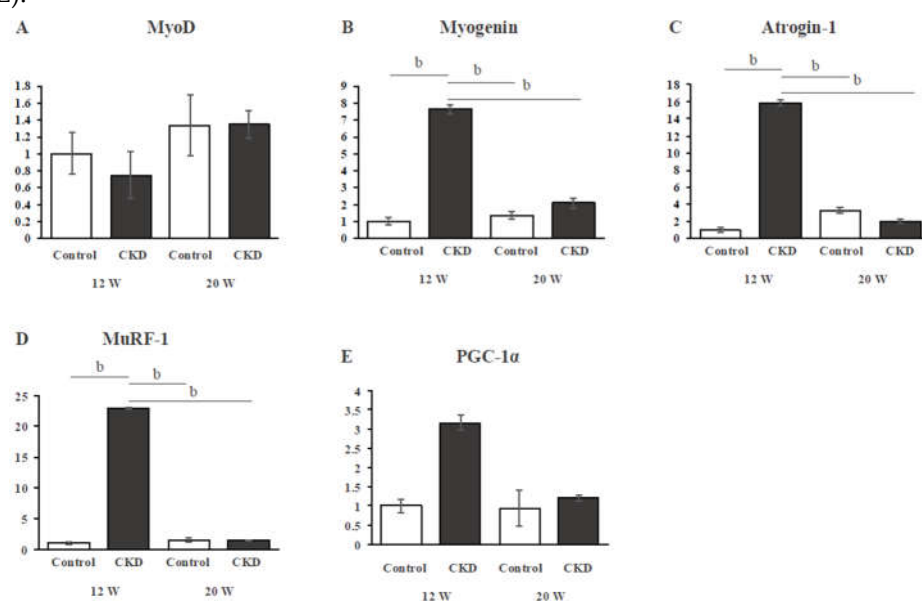 2).
A MyoD
b
b
b
1.8
1.6
1.4
1.2
1
0.8
0.6
0.4
0.2
0
Control CKD Control CKD
12 W 20 W
B Myogenin
b
b
b
9
8
7
6
5
4
3
2
1
0
Control CKD Control CKD
12 W 20 W
C Atrogin-1
b
b
b
18
16
14
12
10
8
6
4
2
0
Control CKD Control CKD
12 W 20 W
D MuRF-1
b
b
b
25
20
15
10
5
0
Control CKD Control CKD
12 W 20 W
E PGC-1α
4
3.5
3
2.5
2
1.5
1
0.5
0
Control CKD Control CKD
12 W 20 W